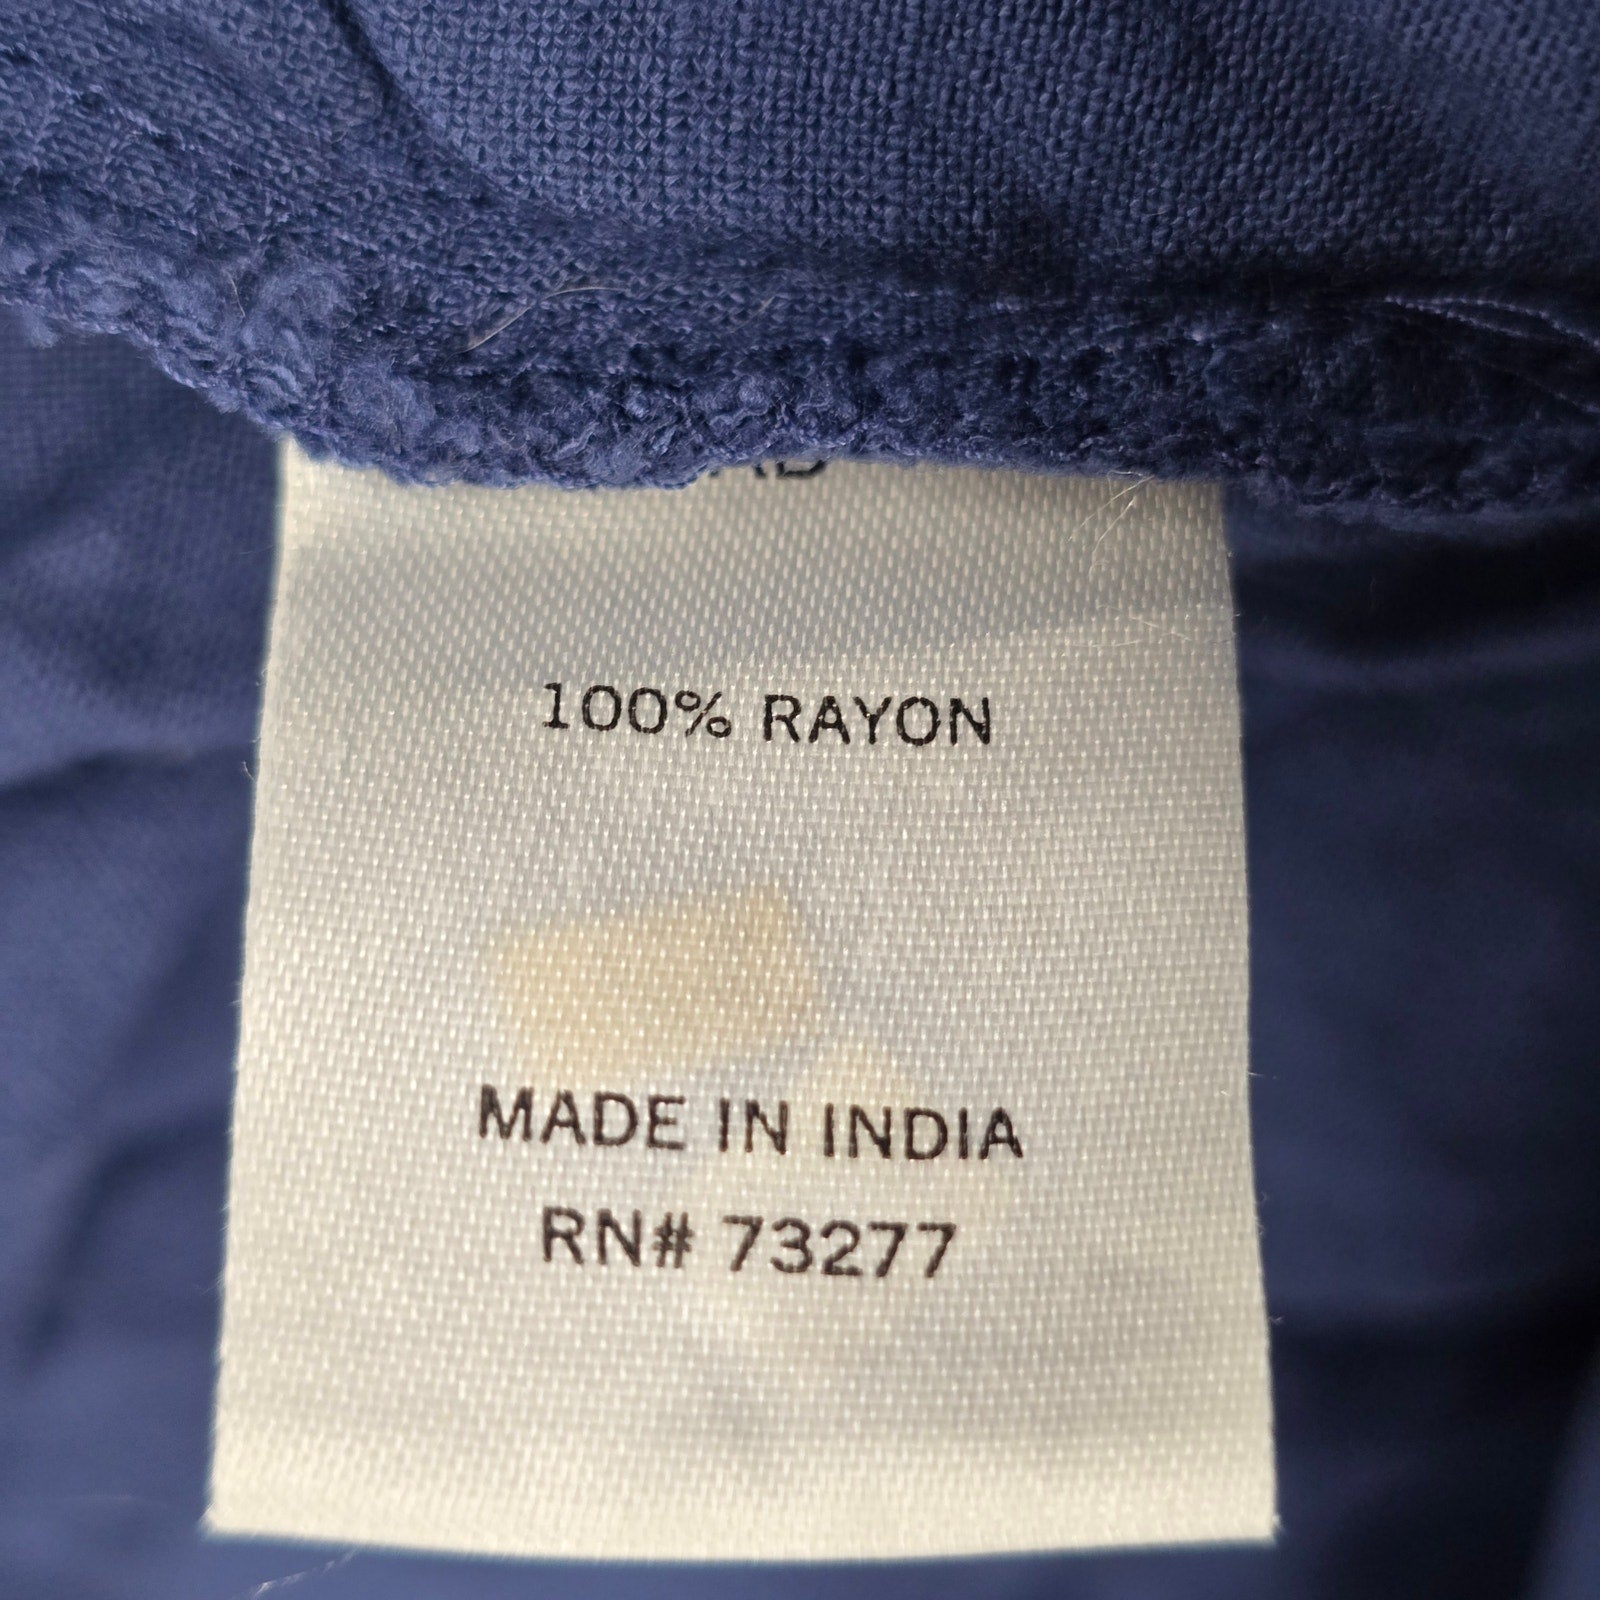 100% RAYON
MADE IN INDIA
RN# 73277